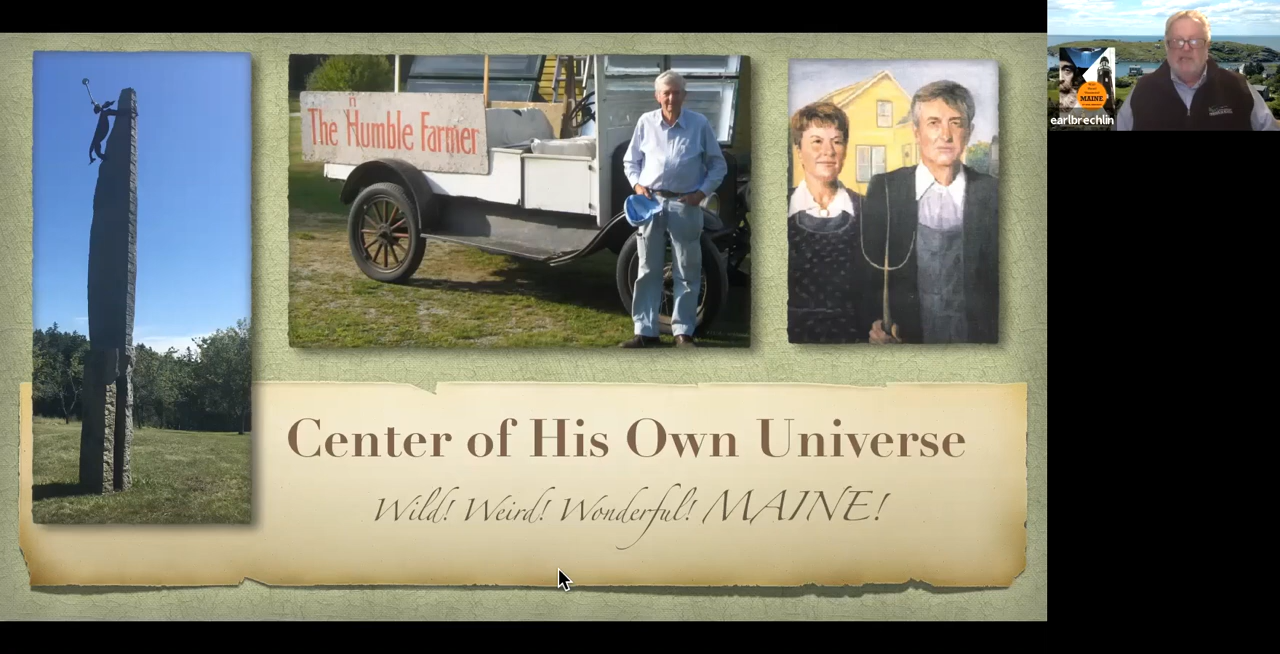 n
The Humble Farmer
Center of His Own Universe
Wild! Weird! Wonderful! MAINE!
MAINE
earlbrechlin